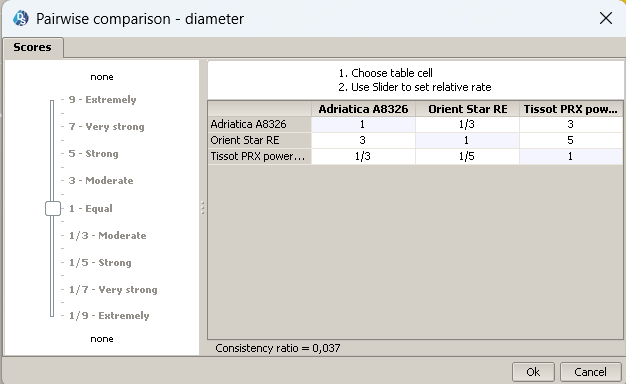 Pairwise comparison - diameter
Scores
none
9 - Extremely
7 - Very strong
5 - Strong
3 - Moderate
1 - Equal
1/3 - Moderate
1/5 - Strong
1/7 - Very strong
1/9 - Extremely
none
1. Choose table cell
2. Use Slider to set relative rate
Adriatica A8326 Orient Star RE Tissot PRX pow...
Adriatica A8326 1 1/3 3
Orient Star RE 3 1 5
Tissot PRX power... 1/3 1/5 1
Consistency ratio = 0,037
Ok Cancel